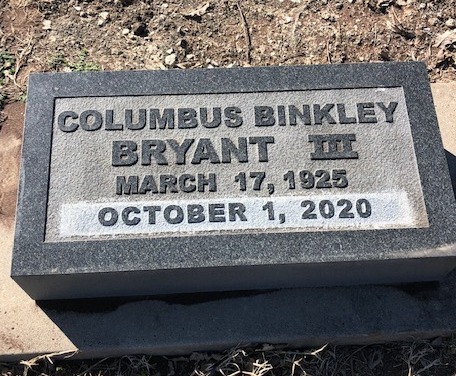 COLUMBUS BINKLEY
BRYANT III
MARCH 17, 1925
OCTOBER 1, 2020